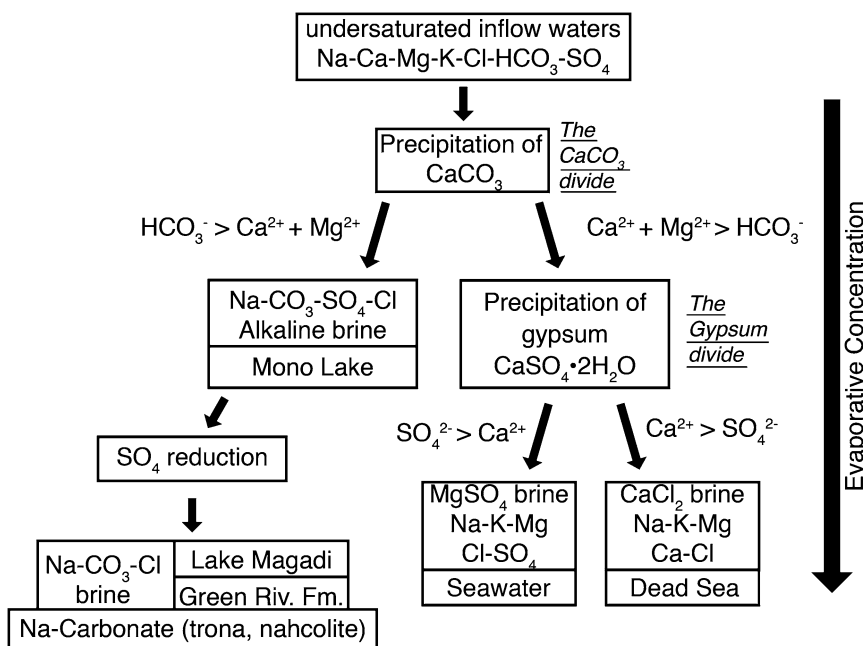 undersaturated inflow waters
Na-Ca-Mg-K-Cl-HCO₃-SO₄
Precipitation of
CaCO₃
The
CaCO₃
divide
HCO₃⁻ > Ca²⁺ + Mg²⁺
Ca²⁺ + Mg²⁺ > HCO₃⁻
Na-CO₃-SO₄-Cl
Alkaline brine
Mono Lake
Precipitation of
gypsum
CaSO₄•2H₂O
The
Gypsum
divide
SO₄ reduction
SO₄²⁻ > Ca²⁺
Ca²⁺ > SO₄²⁻
MgSO₄ brine
Na-K-Mg
Cl-SO₄
Seawater
CaCl₂ brine
Na-K-Mg
Ca-Cl
Dead Sea
Na-CO₃-Cl
brine
Lake Magadi
Green Riv. Fm.
Na-Carbonate (trona, nahcolite)
Evaporative Concentration